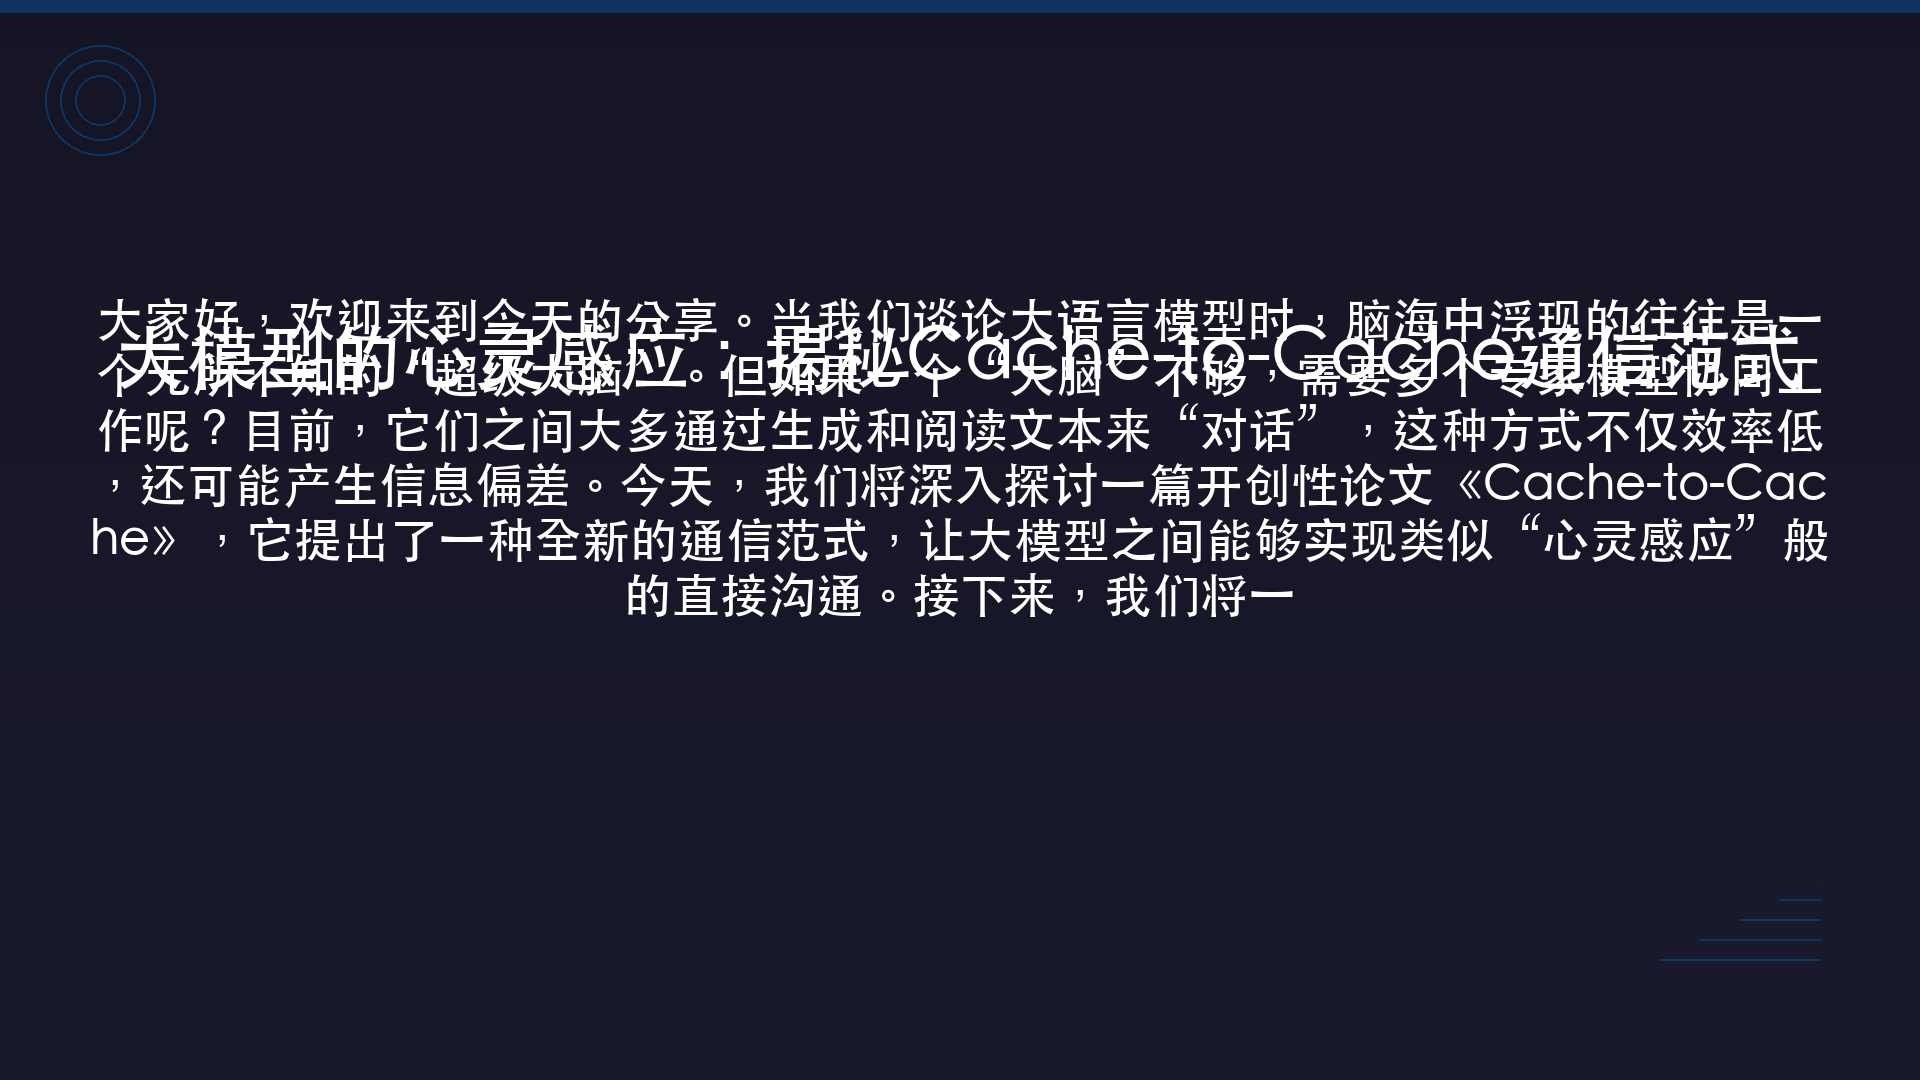 大家好，欢迎来到今天的分享。当我们谈论大语言模型时，脑海中浮现的往往是一
大模型的“心灵感应”：揭秘Cache-to-Cache通信范式
个无所不知的“超级大脑”。但如果一个“大脑”不够，需要多个专家模型协同工
作呢？目前，它们之间大多通过生成和阅读文本来“对话”，这种方式不仅效率低
，还可能产生信息偏差。今天，我们将深入探讨一篇开创性论文《Cache-to-Cac
he》，它提出了一种全新的通信范式，让大模型之间能够实现类似“心灵感应”般
的直接沟通。接下来，我们将一